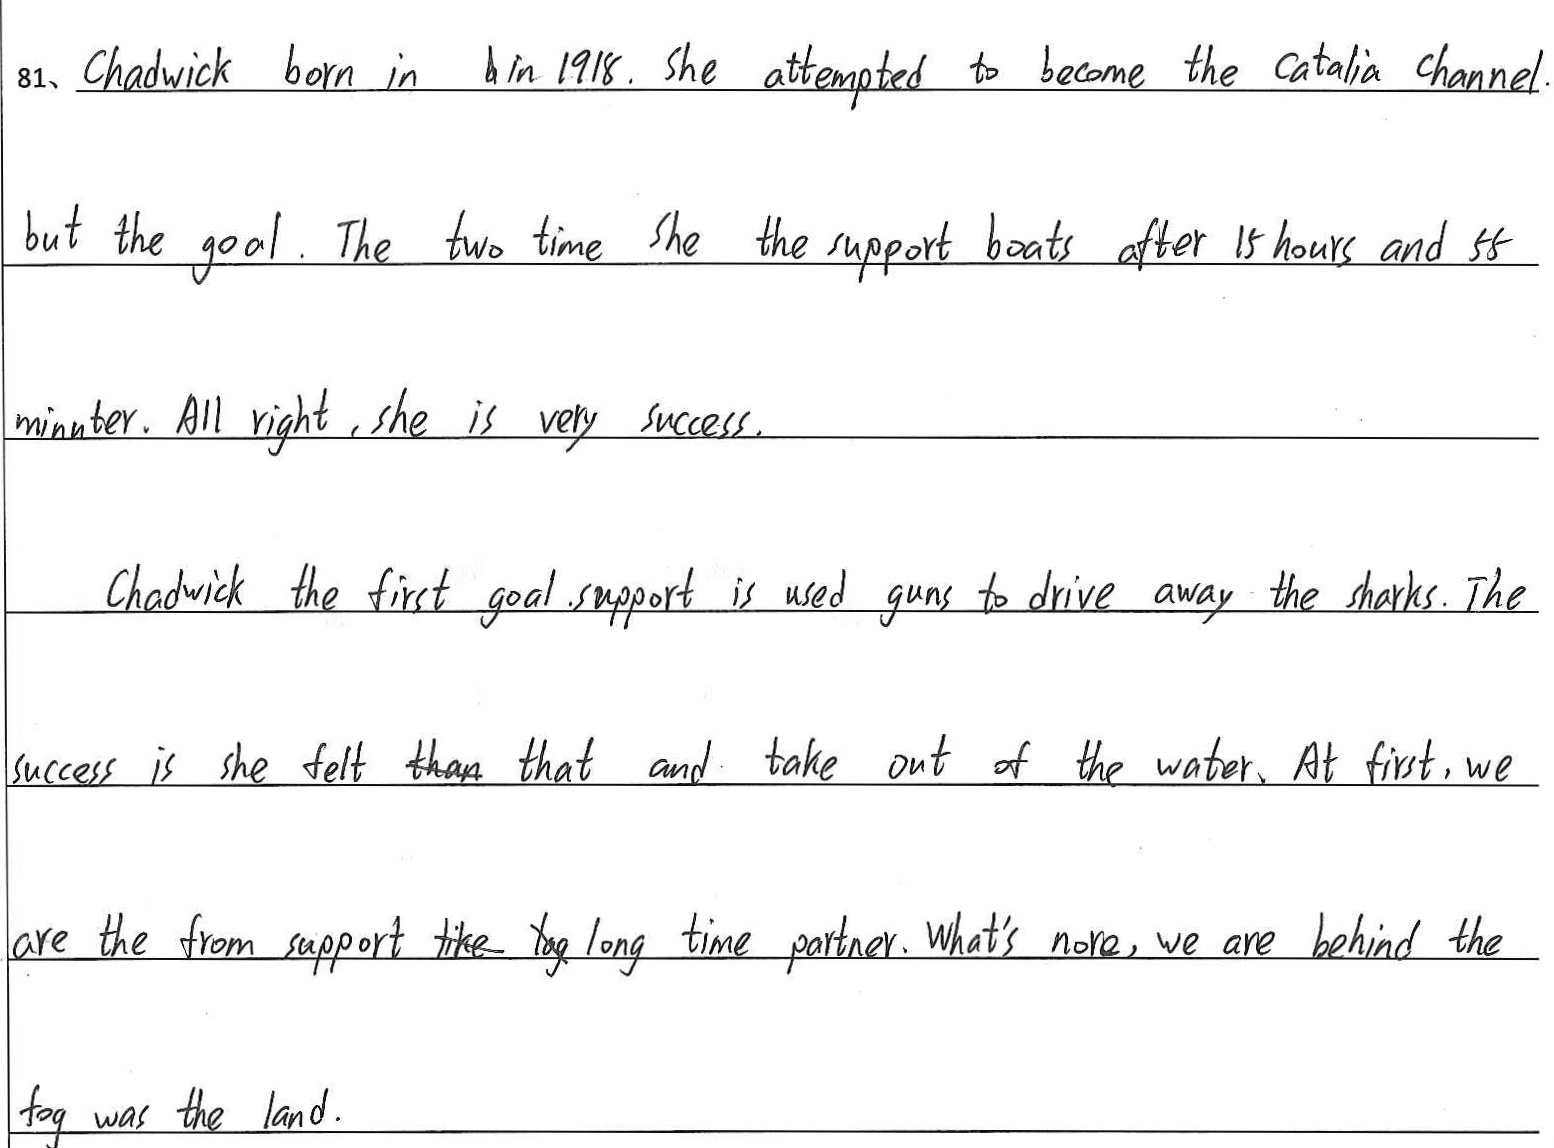 81、Chadwick born in in 1918. She attempted to become the Catalia Channel.
but the goal. The two time She the support boats after 15 hours and 55
minuter. All right, she is very success.
Chadwick the first goal support is used guns to drive away the sharks. The
success is she felt than that and take out of the water. At first, we
are the from support like long time partner. What's nore, we are behind the
fog was the land.